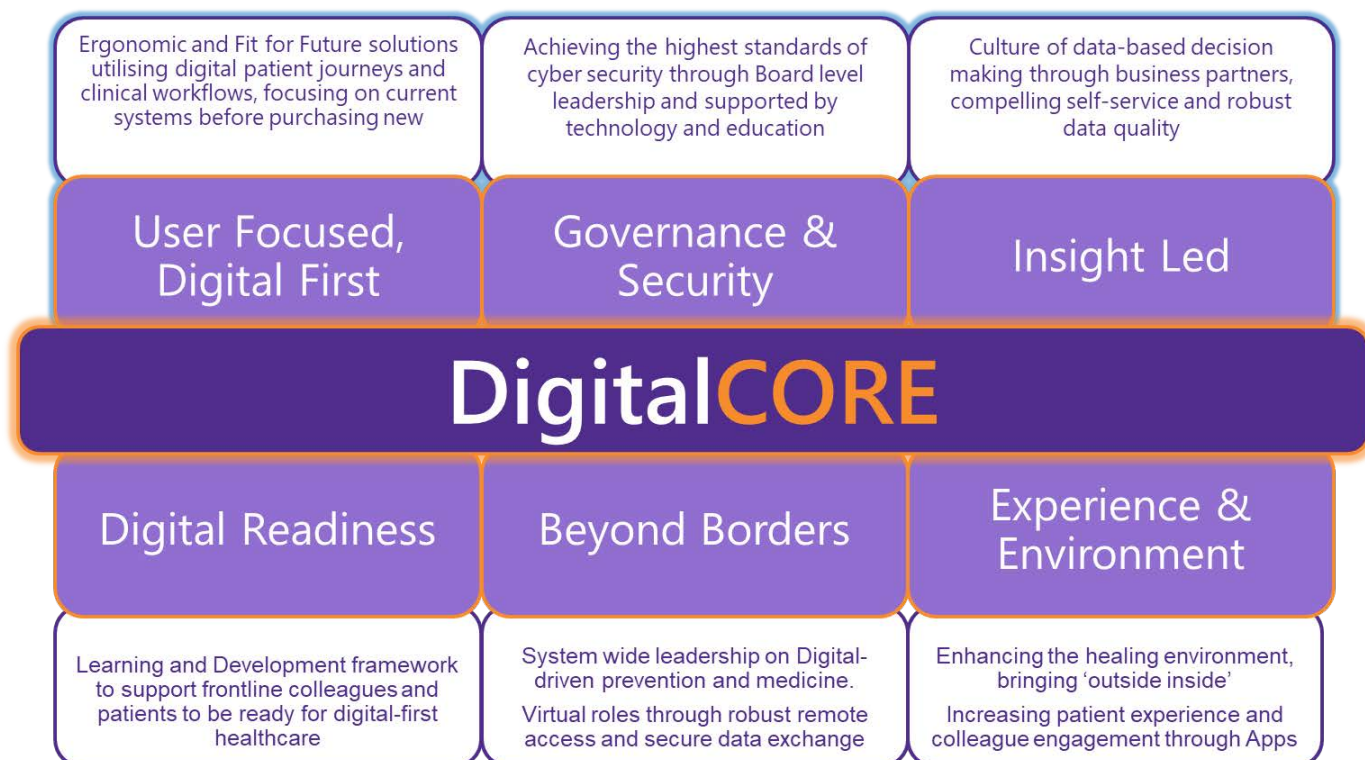 Ergonomic and Fit for Future solutions
utilising digital patient journeys and
clinical workflows, focusing on current
systems before purchasing new
Achieving the highest standards of
cyber security through Board level
leadership and supported by
technology and education
Culture of data-based decision
making through business partners,
compelling self-service and robust
data quality
User Focused,
Digital First
Governance &
Security
Insight Led
DigitalCORE
Digital Readiness
Beyond Borders
Experience &
Environment
Learning and Development framework
to support frontline colleagues and
patients to be ready for digital-first
healthcare
System wide leadership on Digital-
driven prevention and medicine.
Virtual roles through robust remote
access and secure data exchange
Enhancing the healing environment,
bringing ‘outside inside’
Increasing patient experience and
colleague engagement through Apps